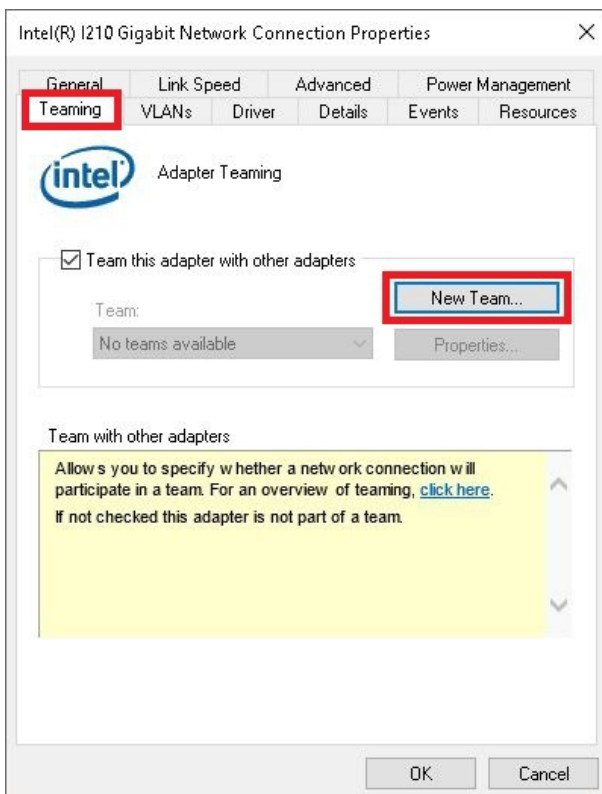 Intel(R) I210 Gigabit Network Connection Properties
General Link Speed Advanced Power Management
Teaming VLANs Driver Details Events Resources
intel Adapter Teaming
Team this adapter with other adapters
New Team...
Team:
No teams available Properties...
Team with other adapters
Allows you to specify whether a network connection will
participate in a team. For an overview of teaming, click here.
If not checked this adapter is not part of a team.
OK Cancel